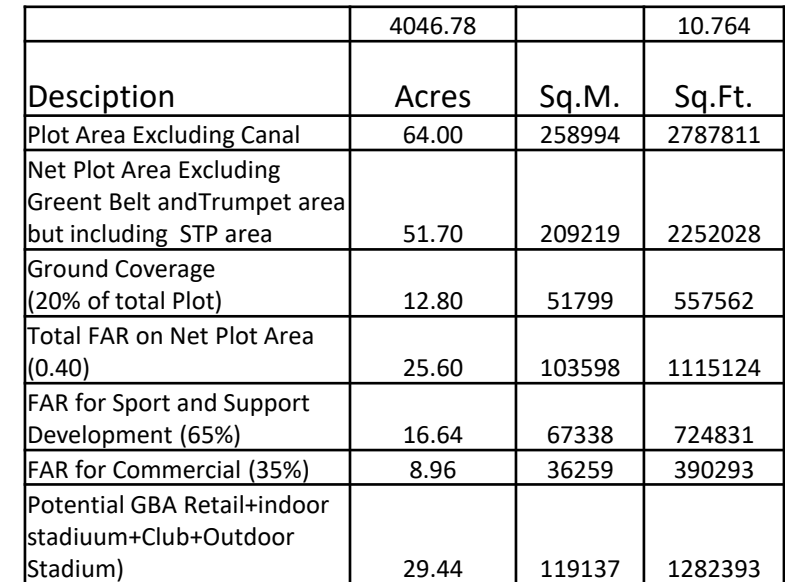 4046.78 10.764
Desciption Acres Sq.M. Sq.Ft.
Plot Area Excluding Canal 64.00 258994 2787811
Net Plot Area Excluding
Greent Belt andTrumpet area
but including STP area 51.70 209219 2252028
Ground Coverage
(20% of total Plot) 12.80 51799 557562
Total FAR on Net Plot Area
(0.40) 25.60 103598 1115124
FAR for Sport and Support
Development (65%) 16.64 67338 724831
FAR for Commercial (35%) 8.96 36259 390293
Potential GBA Retail+indoor
stadiuum+Club+Outdoor
Stadium) 29.44 119137 1282393